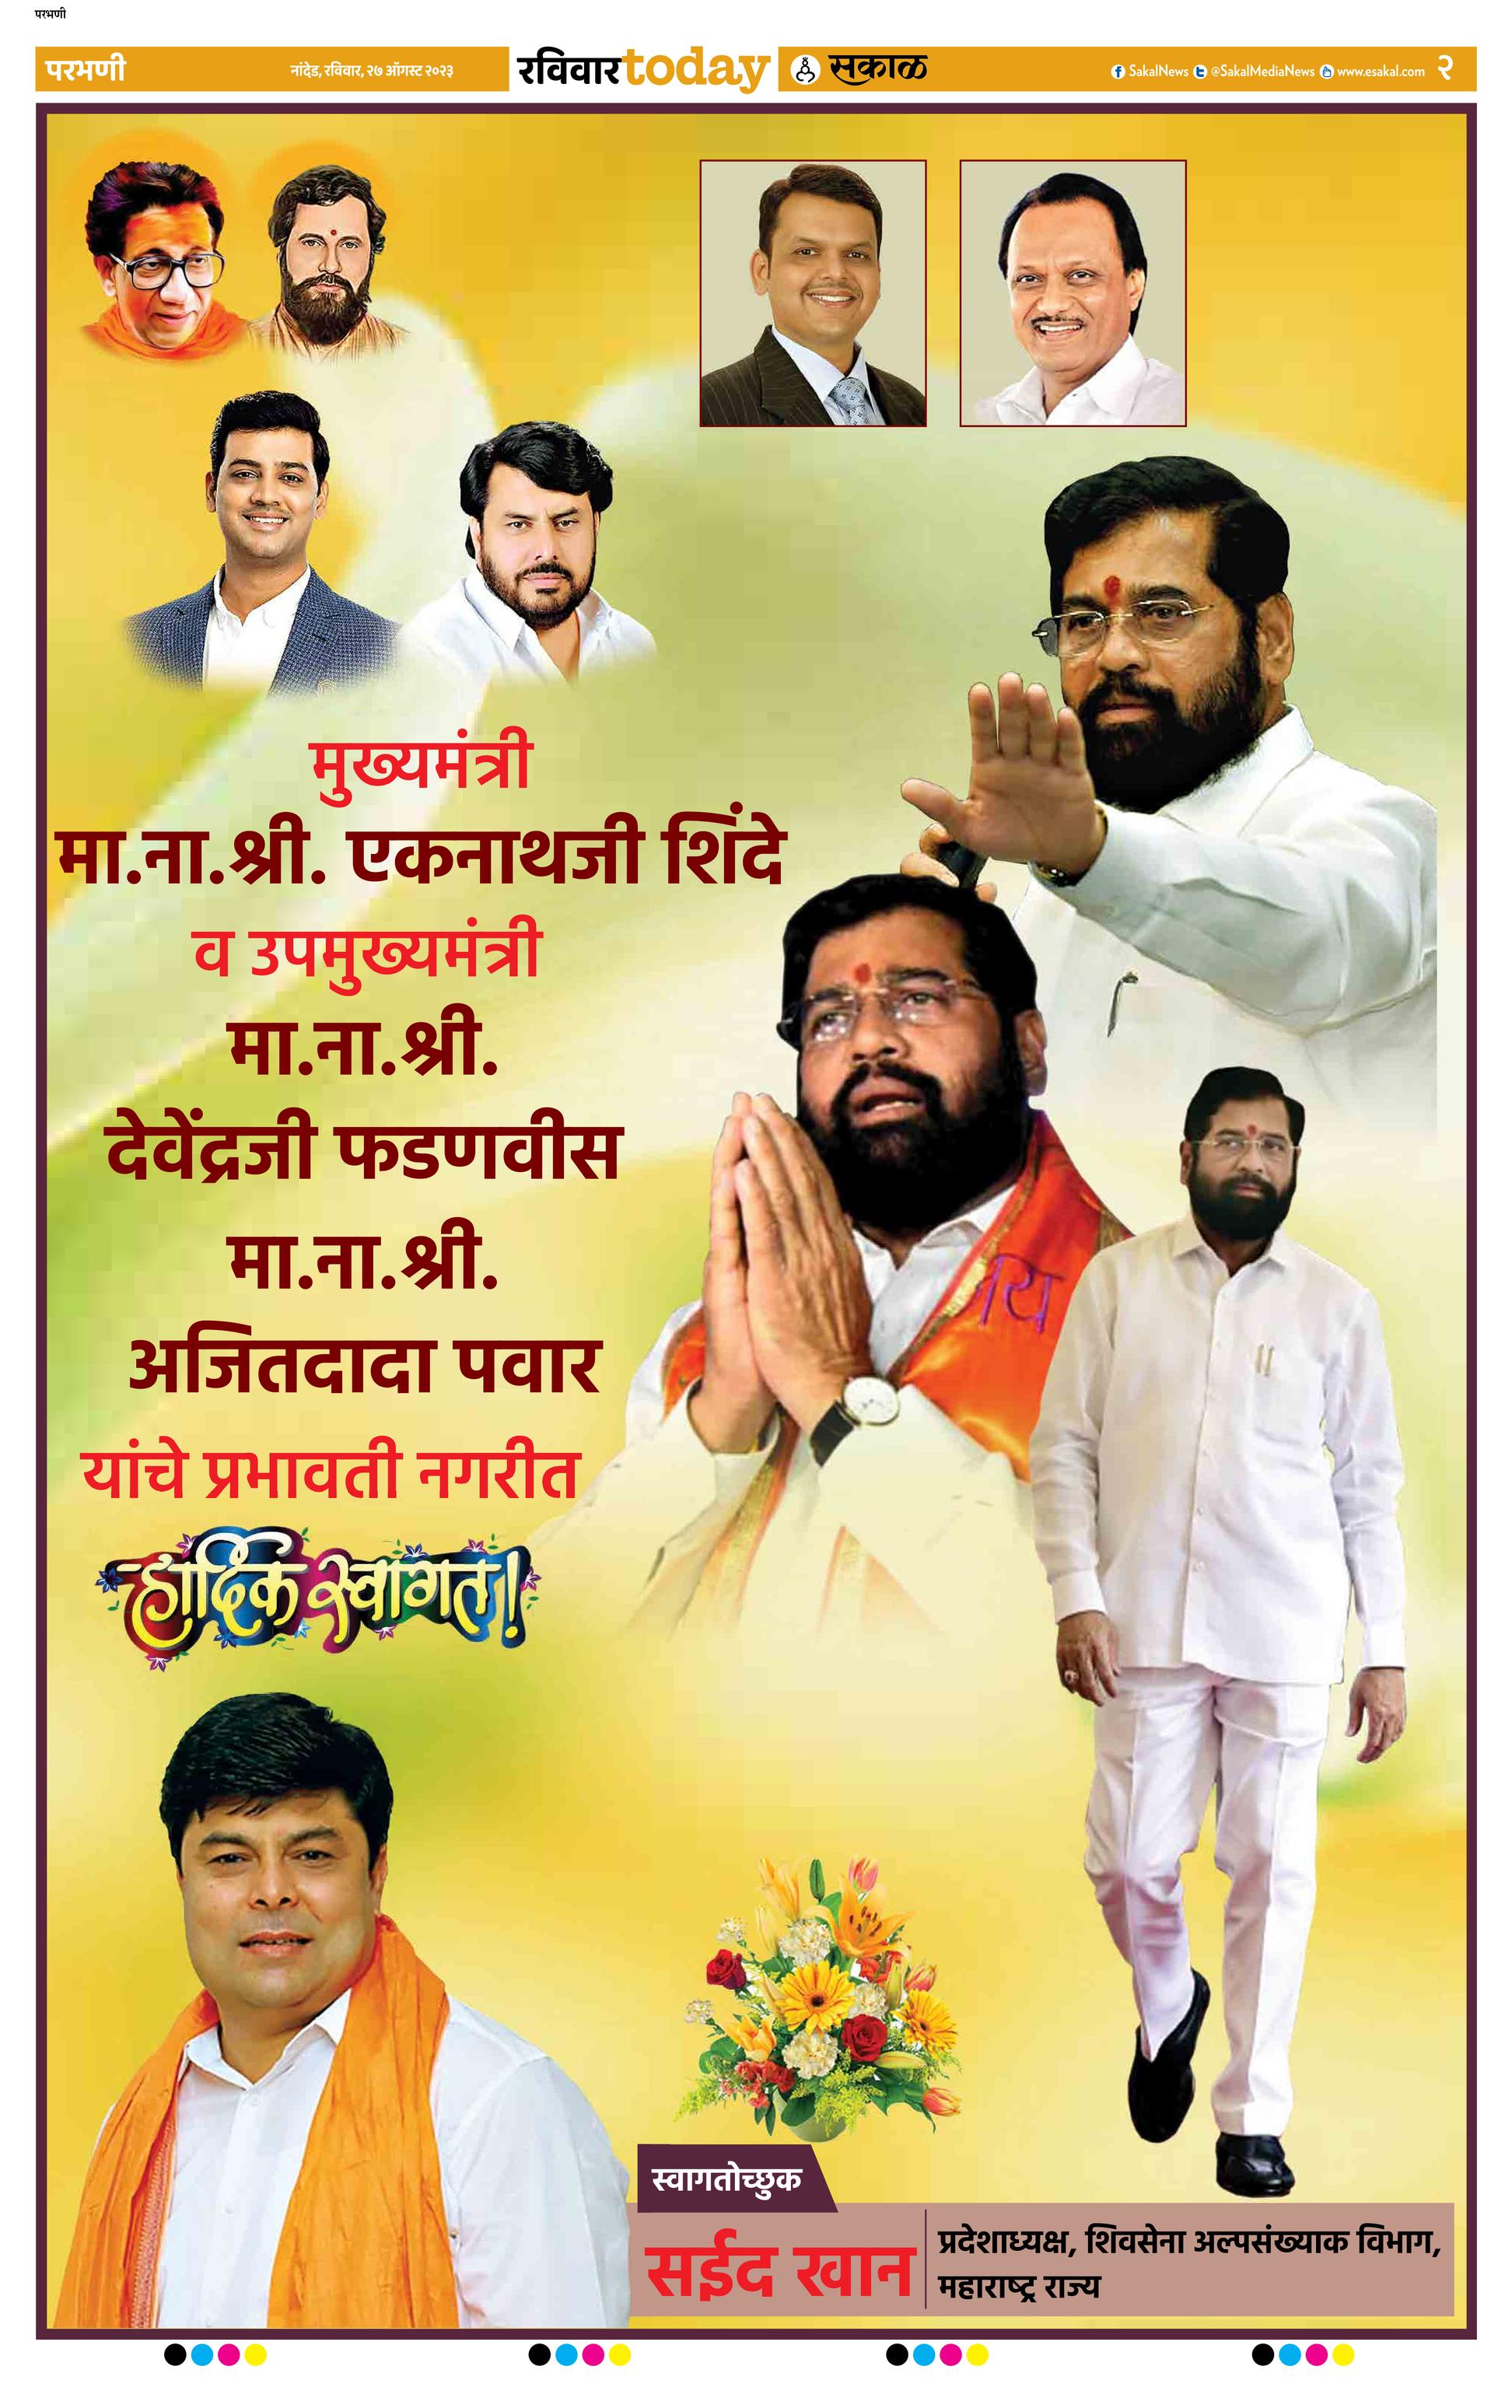 परभणी
परभणी
नांदेड, रविवार, २७ ऑगस्ट २०२३
रविवार today
सकाळ
SakalNews @SakalMediaNews www.esakal.com २
मुख्यमंत्री
मा.ना.श्री. एकनाथजी शिंदे
व उपमुख्यमंत्री
मा.ना.श्री.
देवेंद्रजी फडणवीस
मा.ना.श्री.
अजितदादा पवार
यांचे प्रभावती नगरीत
हार्दिक स्वागत!
जय
स्वागतोच्छुक
सईद खान
प्रदेशाध्यक्ष, शिवसेना अल्पसंख्याक विभाग,
महाराष्ट्र राज्य